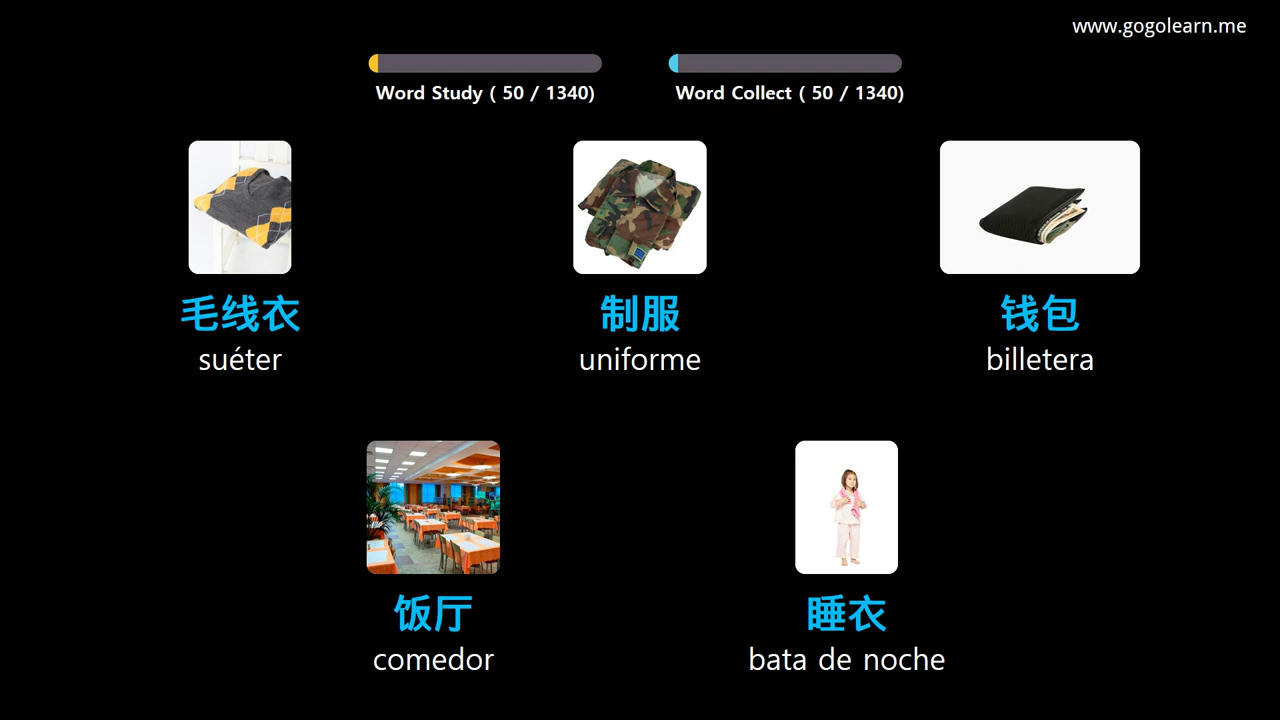 www.gogolearn.me
Word Study ( 50 / 1340)
Word Collect ( 50 / 1340)
毛线衣
suéter
制服
uniforme
钱包
billetera
饭厅
comedor
睡衣
bata de noche